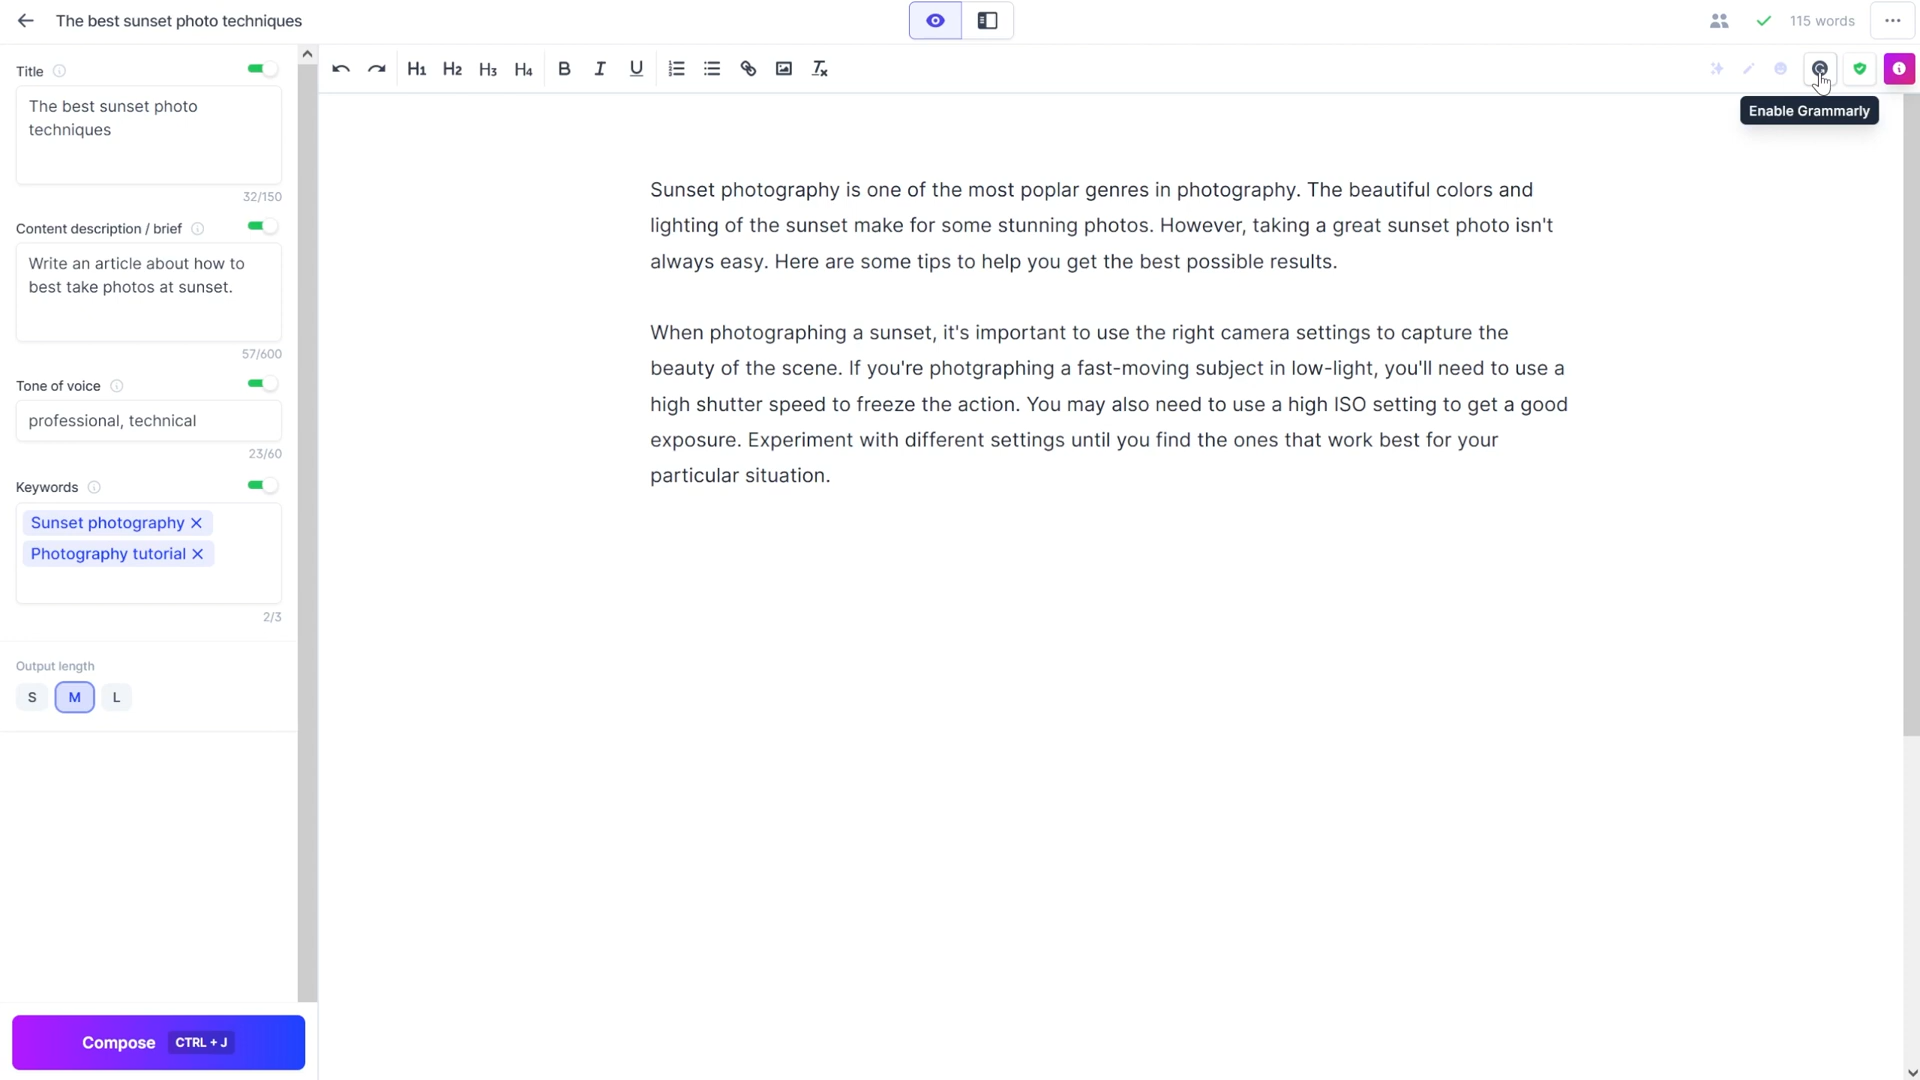 The best sunset photo techniques
115 words
Title
The best sunset photo
techniques
32/150
Content description / brief
Write an article about how to
best take photos at sunset.
57/600
Tone of voice
professional, technical
23/60
Keywords
Sunset photography
Photography tutorial
2/3
Output length
S M L
Compose CTRL + J
H1 H2 H3 H4 B I U
Enable Grammarly
Sunset photography is one of the most poplar genres in photography. The beautiful colors and
lighting of the sunset make for some stunning photos. However, taking a great sunset photo isn't
always easy. Here are some tips to help you get the best possible results.
When photographing a sunset, it's important to use the right camera settings to capture the
beauty of the scene. If you're photgraphing a fast-moving subject in low-light, you'll need to use a
high shutter speed to freeze the action. You may also need to use a high ISO setting to get a good
exposure. Experiment with different settings until you find the ones that work best for your
particular situation.